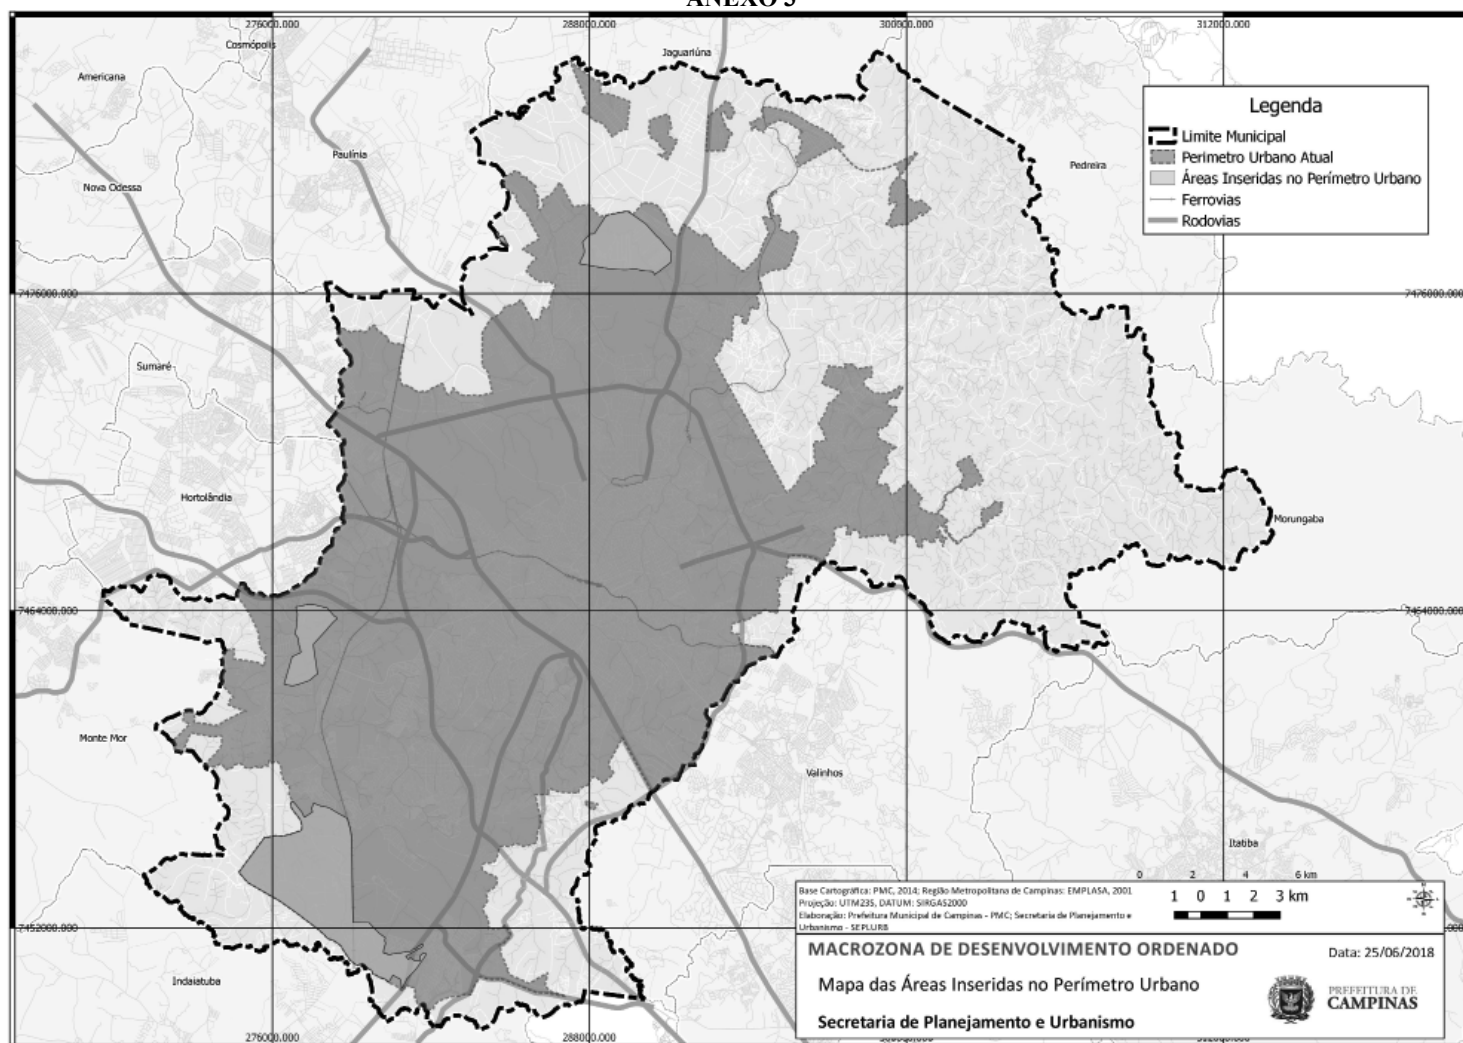 ANEXO 3
276000.000
288000.000
300000.000
312000.000
Cosmópolis
Jaguariúna
Americana
Legenda
Limite Municipal
Perimetro Urbano Atual
Áreas Inseridas no Perímetro Urbano
Ferrovias
Rodovias
Paulínia
Pedreira
Nova Odessa
7476000.000
7476000.000
Sumaré
Hortolândia
Morungaba
7464000.000
7464000.000
Monte Mor
Valinhos
Itatiba
0 2 4 6 km
1 0 1 2 3 km
Base Cartográfica: PMC, 2014; Região Metropolitana de Campinas: EMPLASA, 2001
Projeção: UTM23S, DATUM: SIRGAS2000
Elaboração: Prefeitura Municipal de Campinas - PMC; Secretaria de Planejamento e
Urbanismo - SEPLURB
7452000.000
MACROZONA DE DESENVOLVIMENTO ORDENADO
Data: 25/06/2018
Indaiatuba
Mapa das Áreas Inseridas no Perímetro Urbano
PREFEITURA DE
CAMPINAS
Secretaria de Planejamento e Urbanismo
276000.000
288000.000